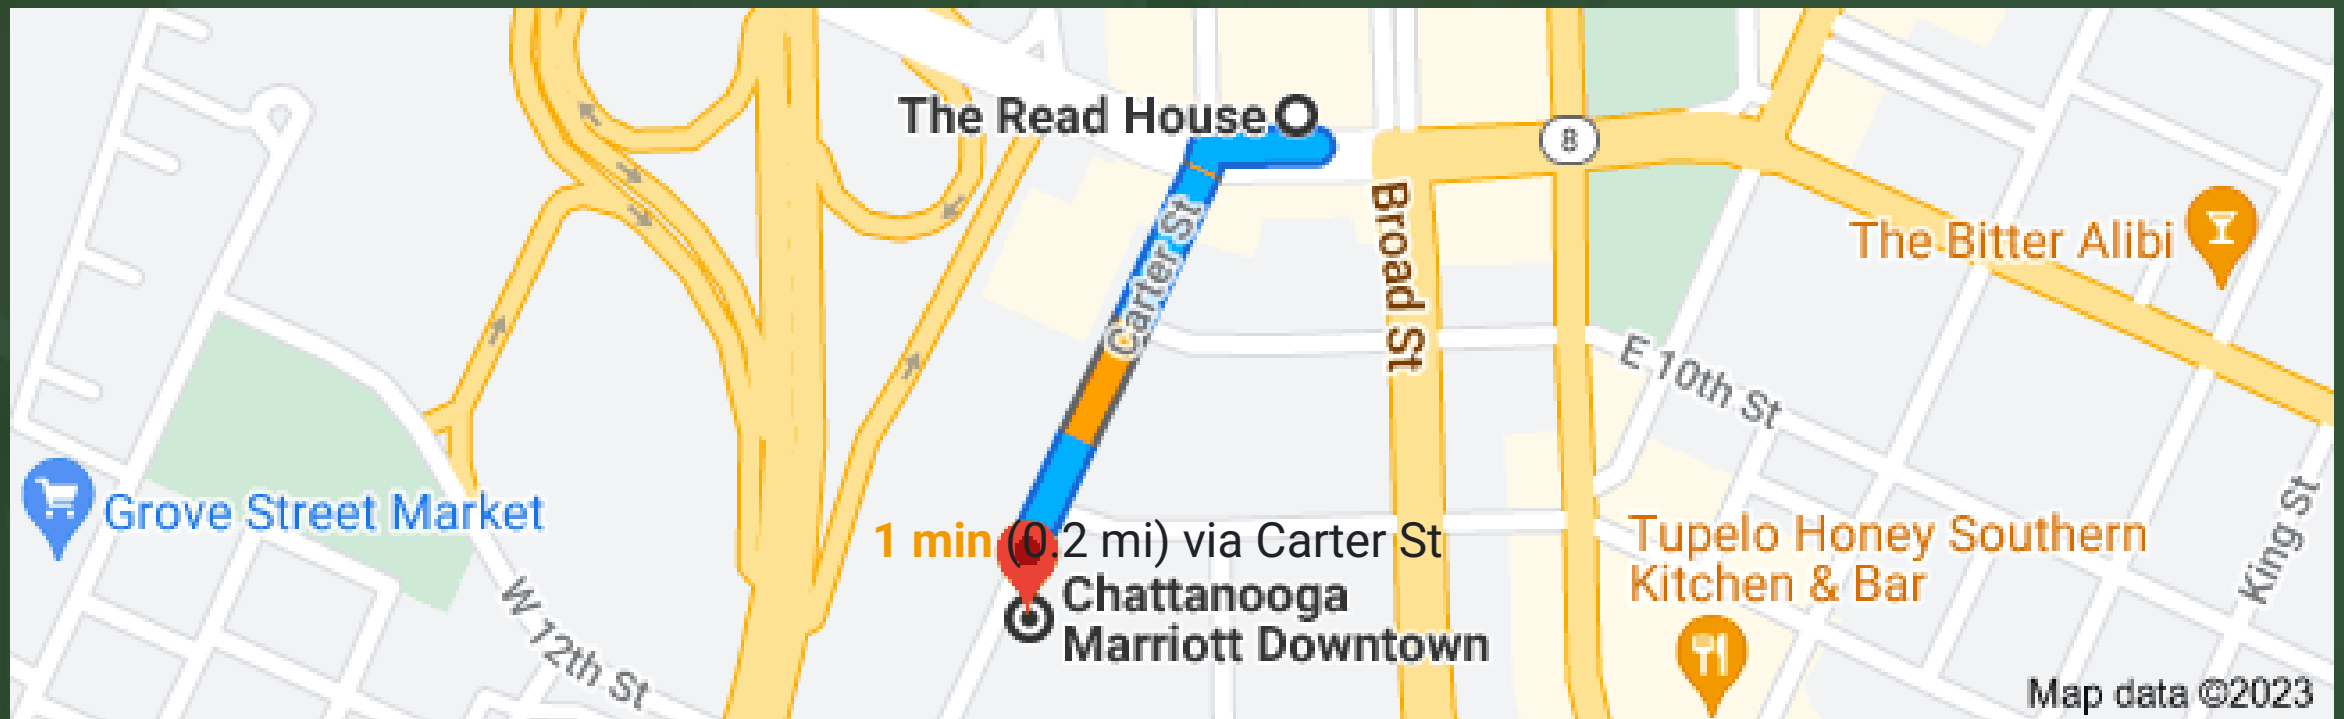 The Read House
8
Carter St
Broad St
The Bitter Alibi
E 10th St
Grove Street Market
1 min (0.2 mi) via Carter St
Chattanooga
Marriott Downtown
Tupelo Honey Southern
Kitchen & Bar
King St
W 12th St
Map data ©2023